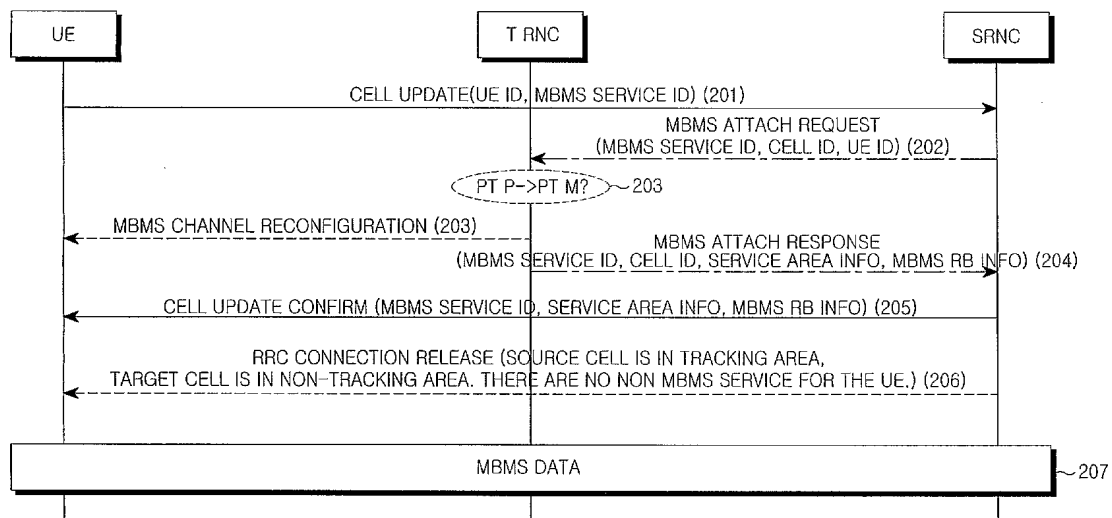 UE
T RNC
SRNC
CELL UPDATE(UE ID, MBMS SERVICE ID) (201)
MBMS ATTACH REQUEST
(MBMS SERVICE ID, CELL ID, UE ID) (202)
PT P->PT M?
203
MBMS CHANNEL RECONFIGURATION (203)
MBMS ATTACH RESPONSE
(MBMS SERVICE ID, CELL ID, SERVICE AREA INFO, MBMS RB INFO) (204)
CELL UPDATE CONFIRM (MBMS SERVICE ID, SERVICE AREA INFO, MBMS RB INFO) (205)
RRC CONNECTION RELEASE (SOURCE CELL IS IN TRACKING AREA,
TARGET CELL IS IN NON-TRACKING AREA. THERE ARE NO NON MBMS SERVICE FOR THE UE.) (206)
MBMS DATA
207